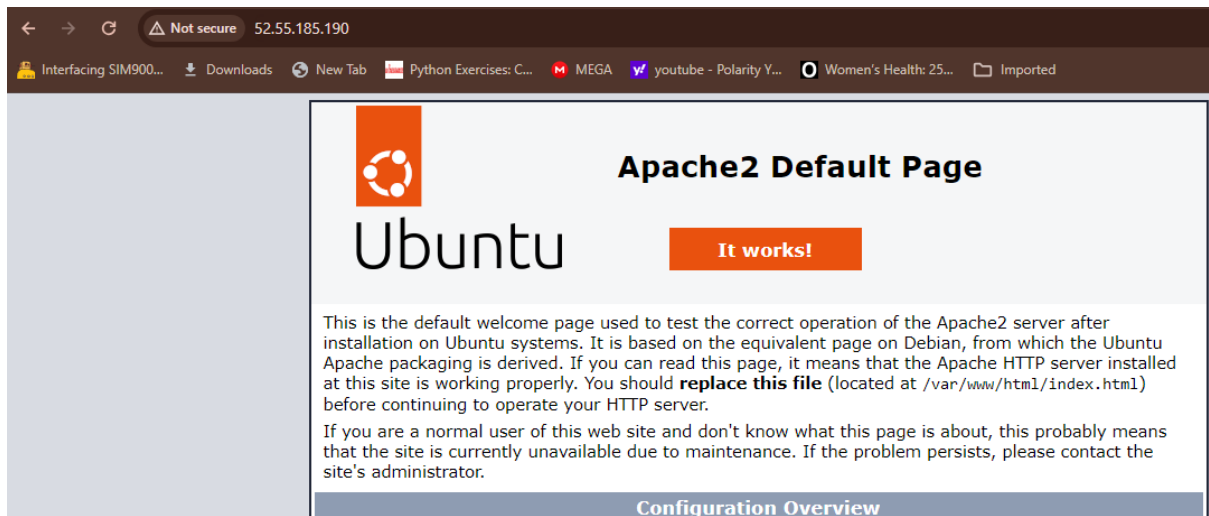 Not secure 52.55.185.190
Interfacing SIM900... Downloads New Tab Python Exercises: C... MEGA youtube - Polarity Y... Women's Health: 25... Imported
Apache2 Default Page
Ubuntu
It works!
This is the default welcome page used to test the correct operation of the Apache2 server after
installation on Ubuntu systems. It is based on the equivalent page on Debian, from which the Ubuntu
Apache packaging is derived. If you can read this page, it means that the Apache HTTP server installed
at this site is working properly. You should replace this file (located at /var/www/html/index.html)
before continuing to operate your HTTP server.
If you are a normal user of this web site and don't know what this page is about, this probably means
that the site is currently unavailable due to maintenance. If the problem persists, please contact the
site's administrator.
Configuration Overview